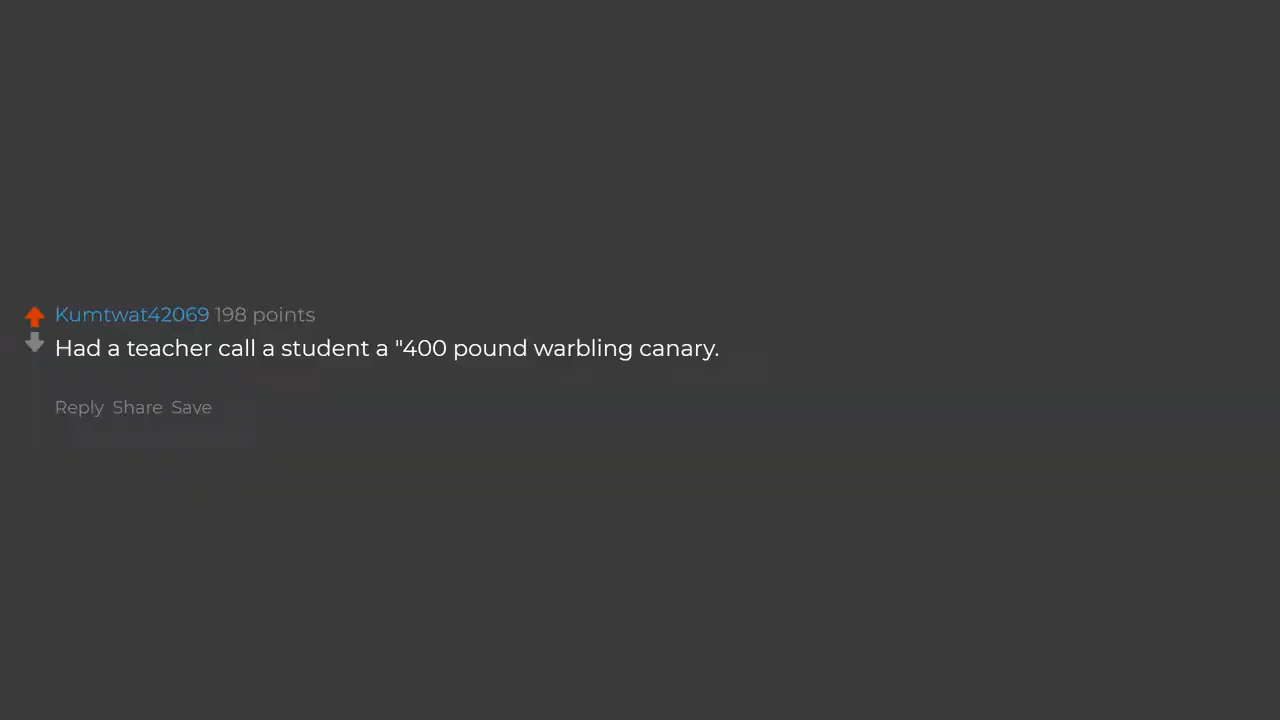 Kumtwat42069 198 points
Had a teacher call a student a "400 pound warbling canary.
Reply Share Save